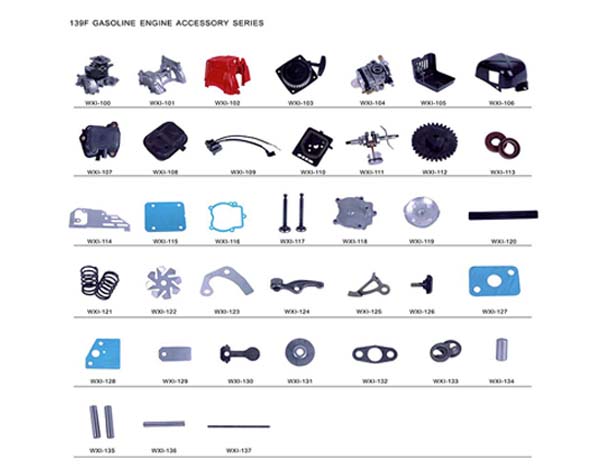 139F GASOLINE ENGINE ACCESSORY SERIES
WXI-100 WXI-101 WXI-102 WXI-103 WXI-104 WXI-105 WXI-106
WXI-107 WXI-108 WXI-109 WXI-110 WXI-111 WXI-112 WXI-113
WXI-114 WXI-115 WXI-116 WXI-117 WXI-118 WXI-119 WXI-120
WXI-121 WXI-122 WXI-123 WXI-124 WXI-125 WXI-126 WXI-127
WXI-128 WXI-129 WXI-130 WXI-131 WXI-132 WXI-133 WXI-134
WXI-135 WXI-136 WXI-137